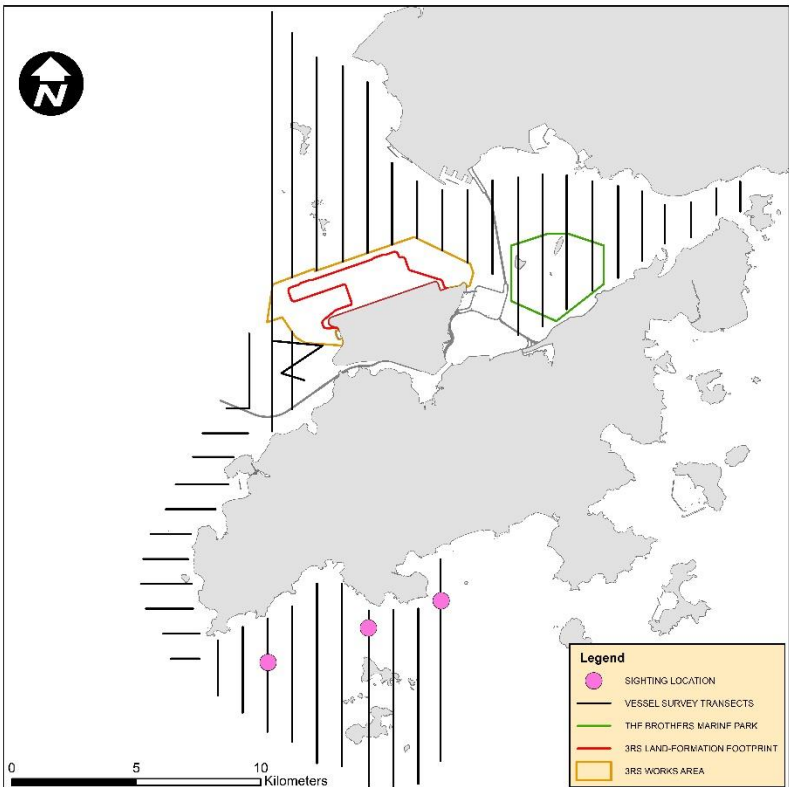 N
Legend
SIGHTING LOCATION
VESSEL SURVEY TRANSECTS
THE BROTHERS MARINE PARK
3RS LAND-FORMATION FOOTPRINT
3RS WORKS AREA
0 5 10
Kilometers